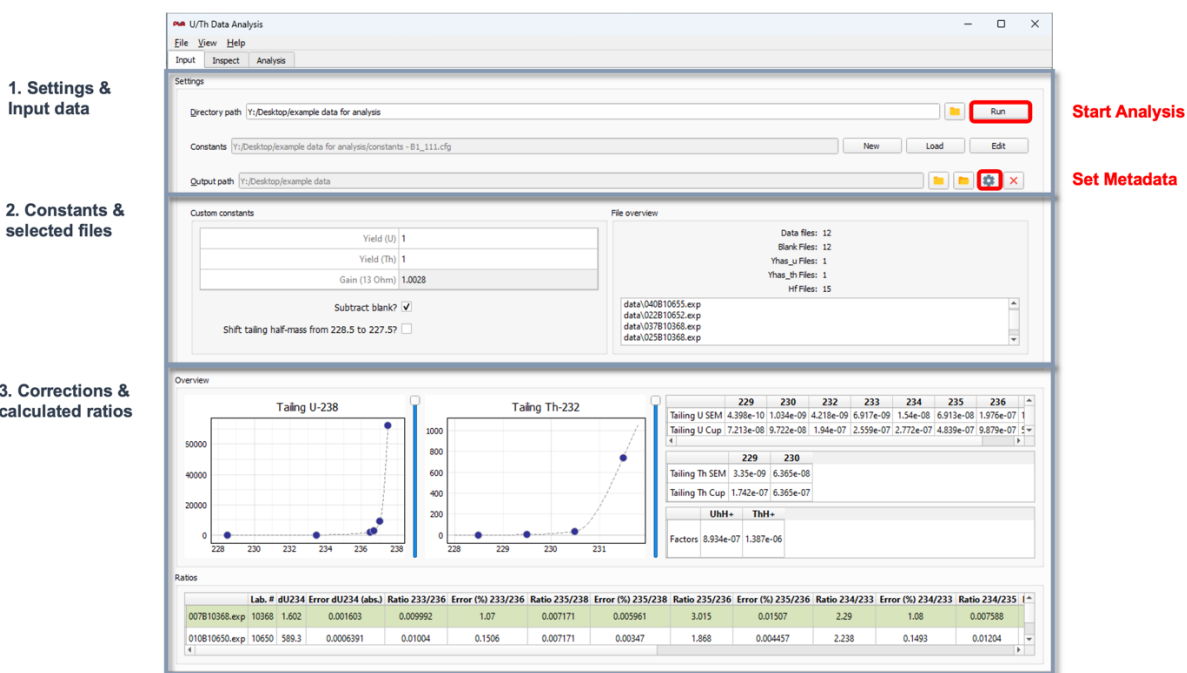 U/Th Data Analysis
File View Help
Input Inspect Analysis
1. Settings &
Input data
Settings
Directory path Y:/Desktop/example data for analysis Run
Start Analysis
Constants Y:/Desktop/example data for analysis/constants - B1_111.cfg New Load Edit
Output path Y:/Desktop/example data
Set Metadata
2. Constants &
selected files
Custom constants
Yield (U) 1
Yield (Th) 1
Gain (13 Ohm) 1.0028
Subtract blank?
Shift tailing half-mass from 228.5 to 227.5?
File overview
Data files: 12
Blank Files: 12
Yhas_u Files: 1
Yhas_th Files: 1
Hf Files: 15
data\040B10655.exp
data\022B10652.exp
data\037B10368.exp
data\025B10368.exp
3. Corrections &
calculated ratios
Overview
Tailing U-238
50000
40000
20000
0
228 230 232 234 236 238
Tailing Th-232
1000
800
600
400
200
0
228 229 230 231
229 230 232 233 234 235 236
Tailing U SEM 4.398e-10 1.034e-09 4.218e-09 6.917e-09 1.54e-08 6.913e-08 1.976e-07 1
Tailing U Cup 7.213e-08 9.722e-08 1.94e-07 2.559e-07 2.772e-07 4.839e-07 9.879e-07
229 230
Tailing Th SEM 3.35e-09 6.365e-08
Tailing Th Cup 1.742e-07 6.365e-07
UhH+ ThH+
Factors 8.934e-07 1.387e-06
Ratios
Lab. # dU234 Error dU234 (abs.) Ratio 233/236 Error (%) 233/236 Ratio 235/238 Error (%) 235/238 Ratio 235/236 Error (%) 235/236 Ratio 234/233 Error (%) 234/233 Ratio 234/235
007B10368.exp 10368 1.602 0.001603 0.009992 1.07 0.007171 0.005961 3.015 0.01507 2.29 1.08 0.007588
010B10650.exp 10650 589.3 0.0006391 0.01004 0.1506 0.007171 0.00347 1.868 0.004457 2.238 0.1493 0.01204